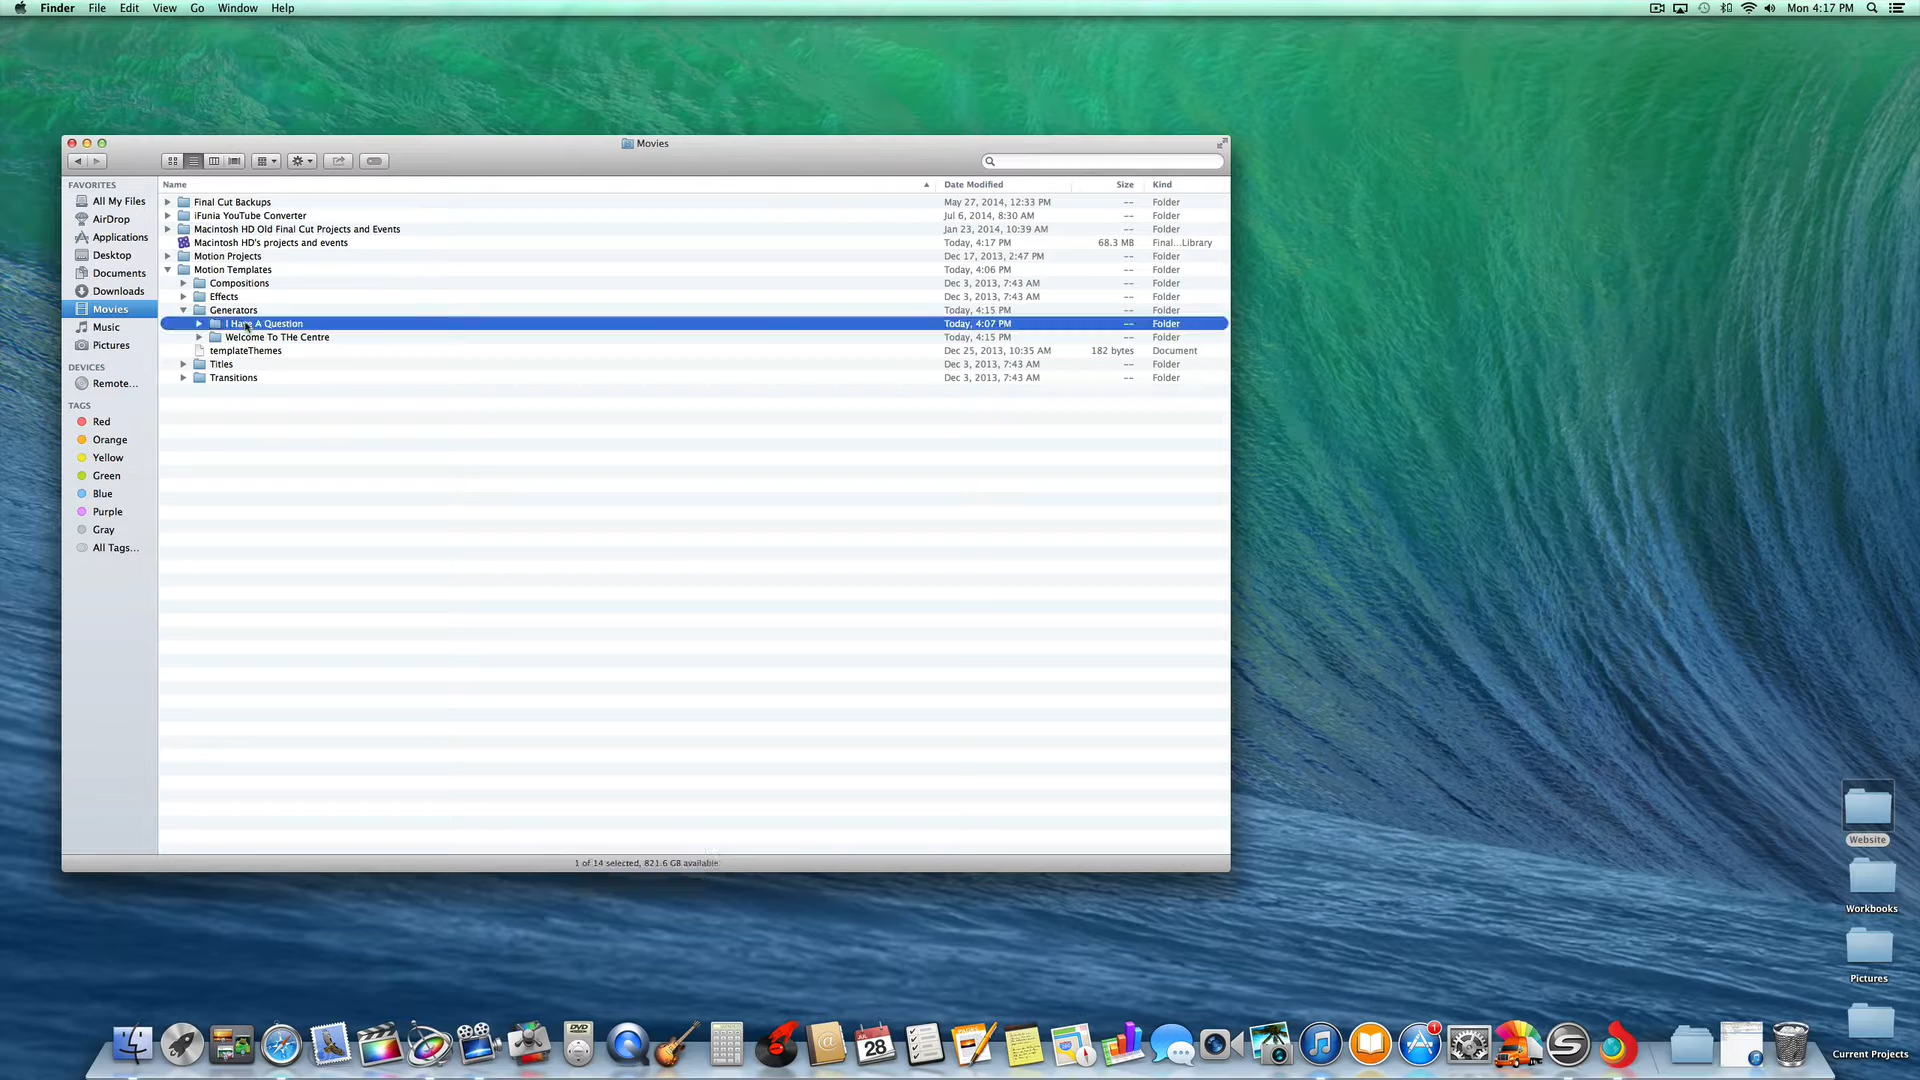 Finder File Edit View Go Window Help Mon 4:17 PM
Movies
FAVORITES
All My Files
AirDrop
Applications
Desktop
Documents
Downloads
Movies
Music
Pictures
DEVICES
Remote...
TAGS
Red
Orange
Yellow
Green
Blue
Purple
Gray
All Tags...
Name Date Modified Size Kind
Final Cut Backups May 27, 2014, 12:33 PM -- Folder
iFunia YouTube Converter Jul 6, 2014, 8:30 AM -- Folder
Macintosh HD Old Final Cut Projects and Events Jan 23, 2014, 10:39 AM -- Folder
Macintosh HD's projects and events Today, 4:17 PM 68.3 MB Final...Library
Motion Projects Dec 17, 2013, 2:47 PM -- Folder
Motion Templates Today, 4:06 PM -- Folder
Compositions Dec 3, 2013, 7:43 AM -- Folder
Effects Dec 3, 2013, 7:43 AM -- Folder
Generators Today, 4:15 PM -- Folder
I Have A Question Today, 4:07 PM -- Folder
Welcome To THe Centre Today, 4:15 PM -- Folder
templateThemes Dec 25, 2013, 10:35 AM 182 bytes Document
Titles Dec 3, 2013, 7:43 AM -- Folder
Transitions Dec 3, 2013, 7:43 AM -- Folder
1 of 14 selected, 821.6 GB available
Website
Workbooks
Pictures
Current Projects
DVD
JUL
28
PAGES
1